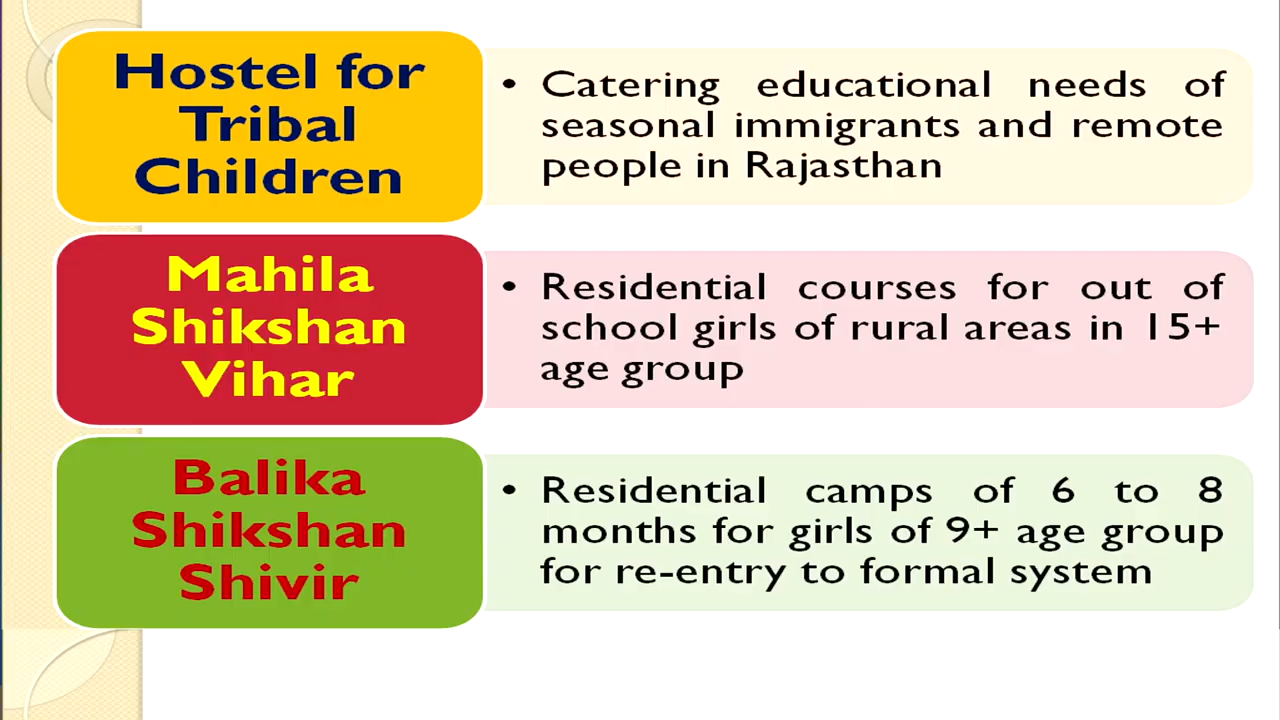 Hostel for
Tribal
Children
• Catering educational needs of
seasonal immigrants and remote
people in Rajasthan
Mahila
Shikshan
Vihar
• Residential courses for out of
school girls of rural areas in 15+
age group
Balika
Shikshan
Shivir
• Residential camps of 6 to 8
months for girls of 9+ age group
for re-entry to formal system